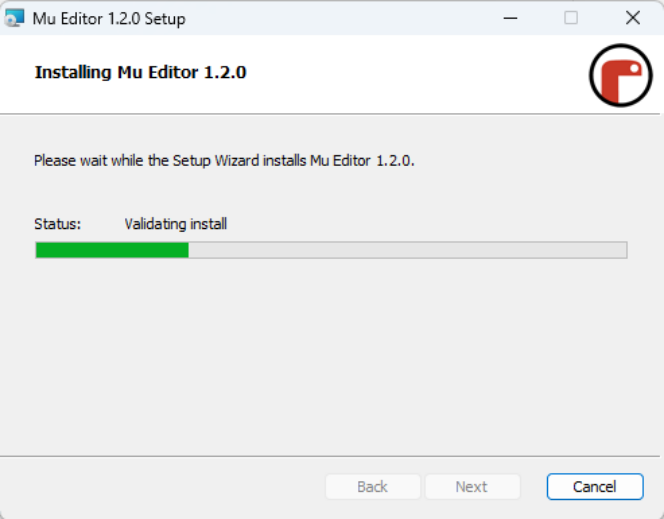 Mu Editor 1.2.0 Setup
Installing Mu Editor 1.2.0
Please wait while the Setup Wizard installs Mu Editor 1.2.0.
Status: Validating install
Back Next Cancel